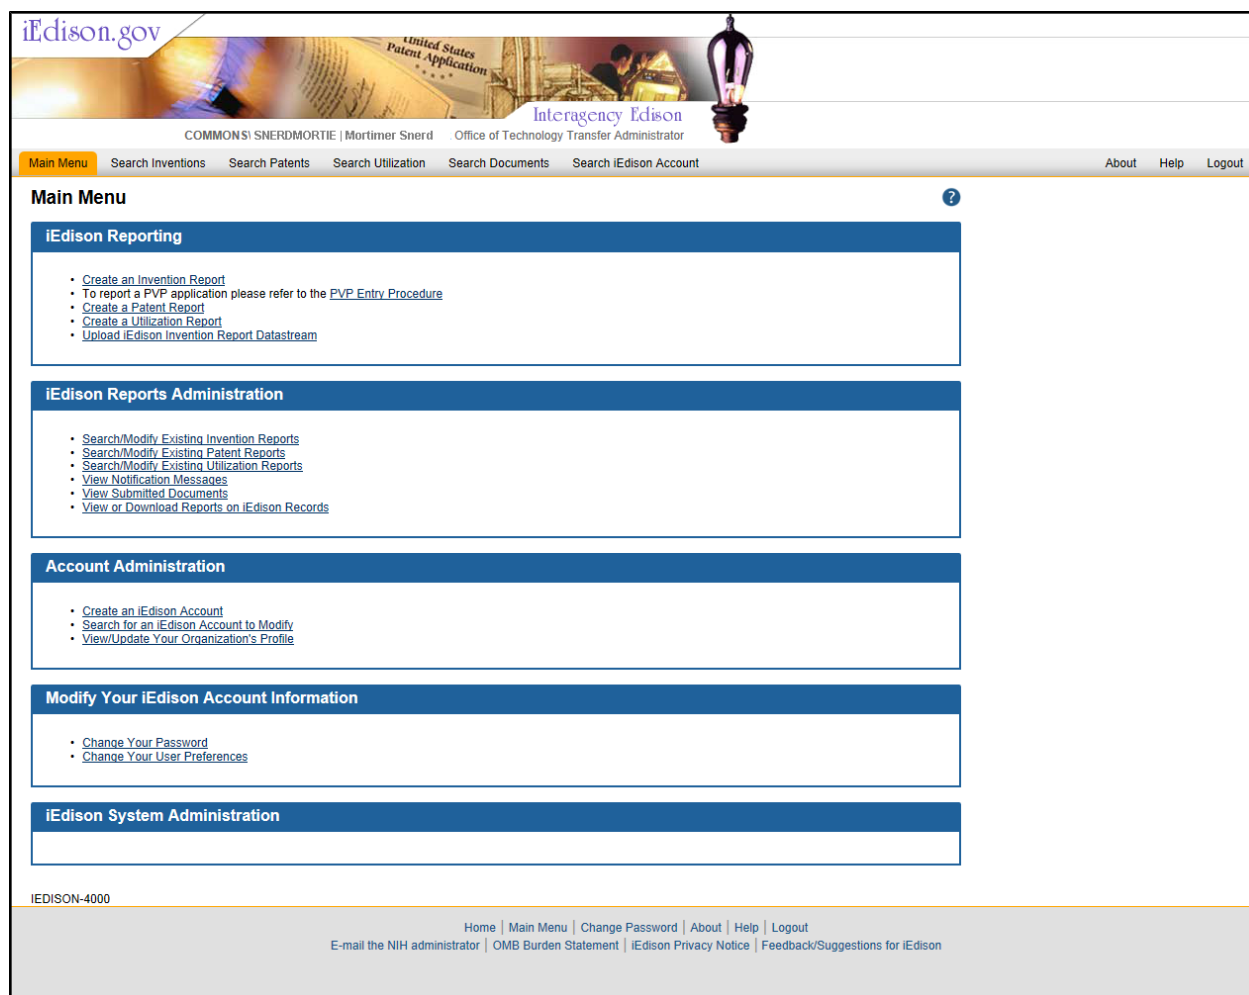 iEdison.gov
United States
Patent Application
Interagency Edison
COMMONS\ SNERDMORTIE | Mortimer Snerd Office of Technology Transfer Administrator
Main Menu Search Inventions Search Patents Search Utilization Search Documents Search iEdison Account About Help Logout
Main Menu ?
iEdison Reporting
• Create an Invention Report
• To report a PVP application please refer to the PVP Entry Procedure
• Create a Patent Report
• Create a Utilization Report
• Upload iEdison Invention Report Datastream
iEdison Reports Administration
• Search/Modify Existing Invention Reports
• Search/Modify Existing Patent Reports
• Search/Modify Existing Utilization Reports
• View Notification Messages
• View Submitted Documents
• View or Download Reports on iEdison Records
Account Administration
• Create an iEdison Account
• Search for an iEdison Account to Modify
• View/Update Your Organization's Profile
Modify Your iEdison Account Information
• Change Your Password
• Change Your User Preferences
iEdison System Administration
IEDISON-4000
Home | Main Menu | Change Password | About | Help | Logout
E-mail the NIH administrator | OMB Burden Statement | iEdison Privacy Notice | Feedback/Suggestions for iEdison